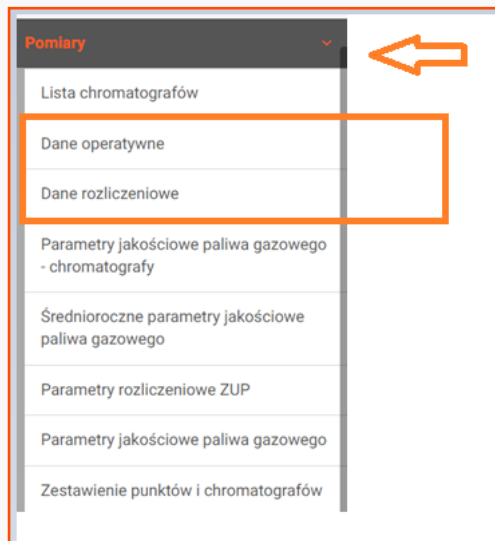 Pomiary
Lista chromatografów
Dane operatywne
Dane rozliczeniowe
Parametry jakościowe paliwa gazowego
- chromatografy
Średnioroczne parametry jakościowe
paliwa gazowego
Parametry rozliczeniowe ZUP
Parametry jakościowe paliwa gazowego
Zestawienie punktów i chromatografów